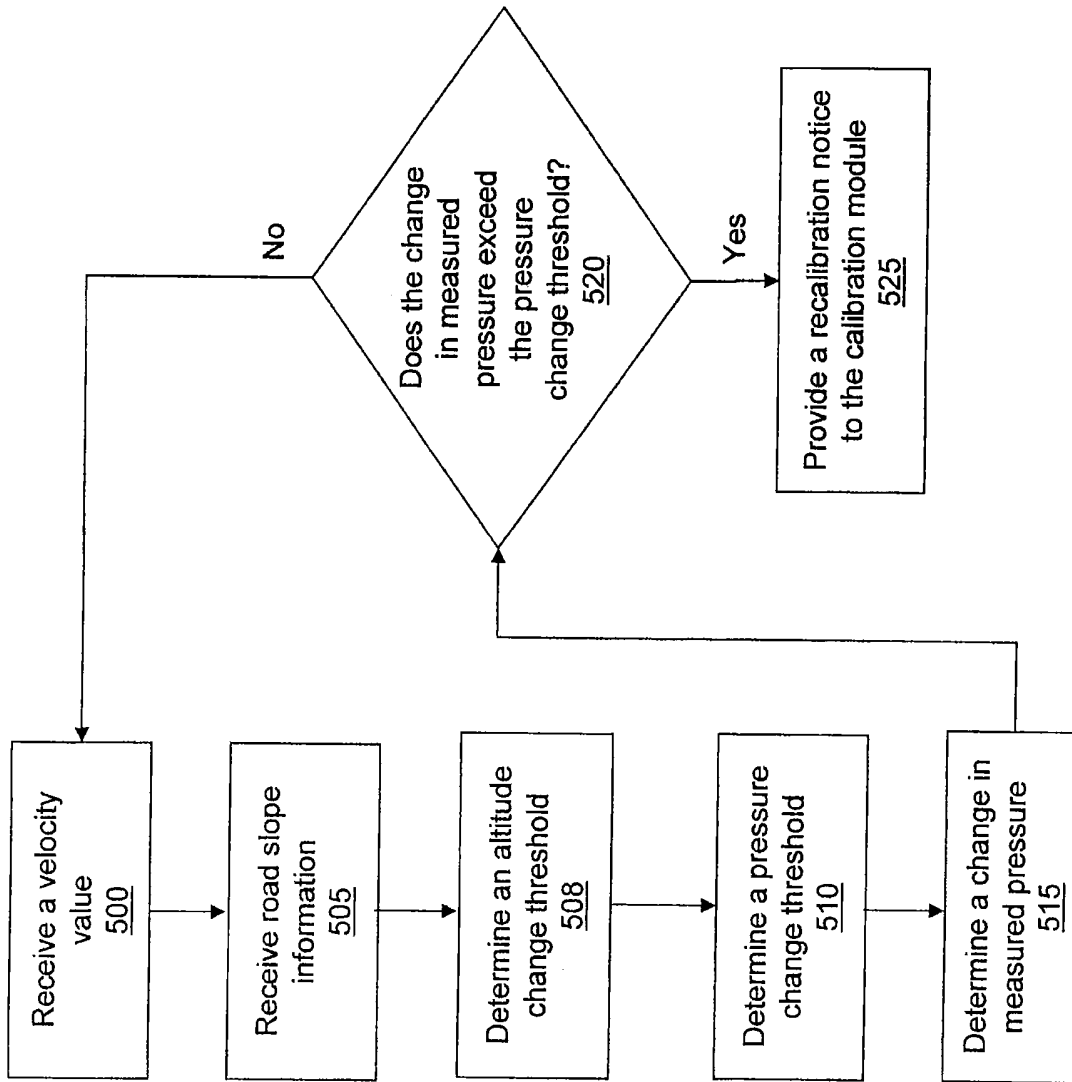 Receive a velocity
value
500
Receive road slope
information
505
Determine an altitude
change threshold
508
Determine a pressure
change threshold
510
Determine a change in
measured pressure
515
Does the change
in measured
pressure exceed
the pressure
change threshold?
520
No
Yes
Provide a recalibration notice
to the calibration module
525